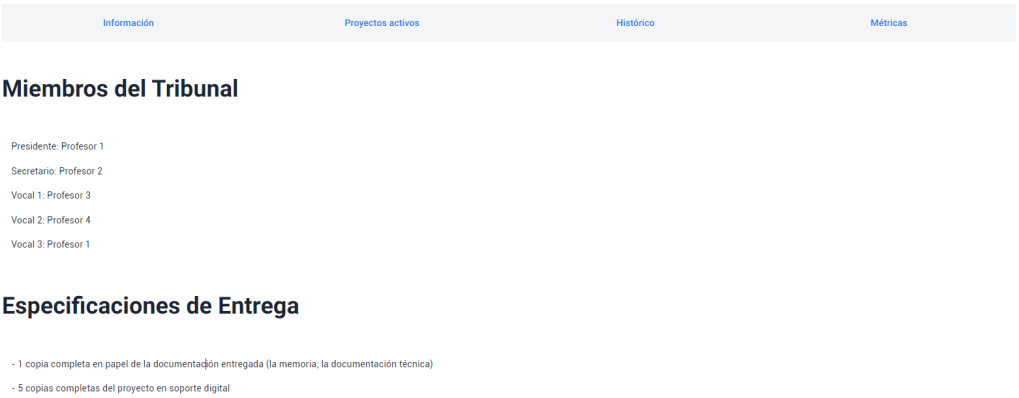 Información Proyectos activos Histórico Métricas
Miembros del Tribunal
Presidente: Profesor 1
Secretario: Profesor 2
Vocal 1: Profesor 3
Vocal 2: Profesor 4
Vocal 3: Profesor 1
Especificaciones de Entrega
- 1 copia completa en papel de la documentación entregada (la memoria; la documentación técnica)
- 5 copias completas del proyecto en soporte digital